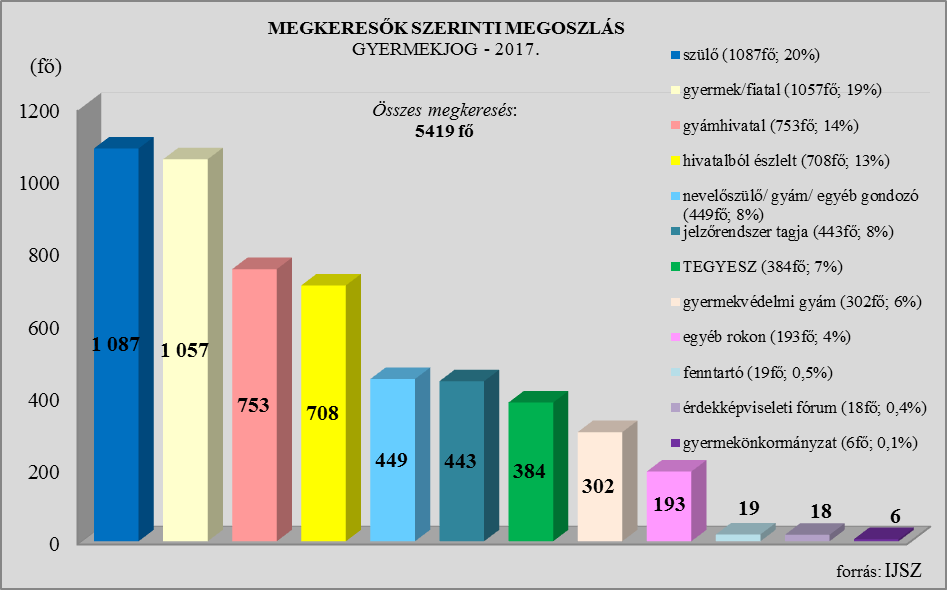 MEGKERESŐK SZERINTI MEGOSZLÁS
GYERMEKJOG - 2017.
(fő)
Összes megkeresés:
5419 fő
szülő (1087fő; 20%)
gyermek/fiatal (1057fő; 19%)
gyámhivatal (753fő; 14%)
hivatalból észlelt (708fő; 13%)
nevelőszülő/ gyám/ egyéb gondozó
(449fő; 8%)
jelzőrendszer tagja (443fő; 8%)
TEGYESZ (384fő; 7%)
gyermekvédelmi gyám (302fő; 6%)
egyéb rokon (193fő; 4%)
fenntartó (19fő; 0,5%)
érdekképviseleti fórum (18fő; 0,4%)
gyermekönkormányzat (6fő; 0,1%)
1200
1000
800
600
400
200
0
1 087
1 057
753
708
449
443
384
302
193
19
18
6
forrás: IJSZ